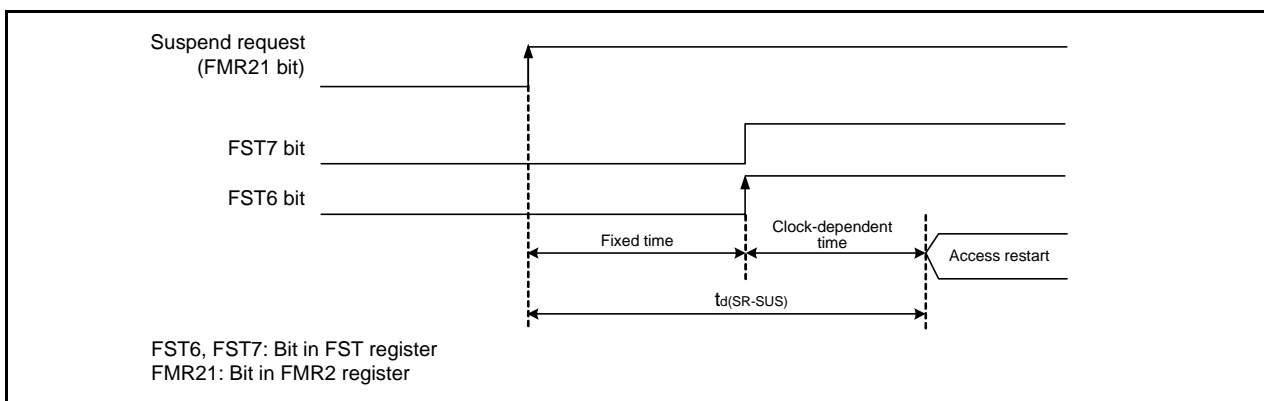 Suspend request
(FMR21 bit)
FST7 bit
FST6 bit
Fixed time
Clock-dependent
time
Access restart
td(SR-SUS)
FST6, FST7: Bit in FST register
FMR21: Bit in FMR2 register